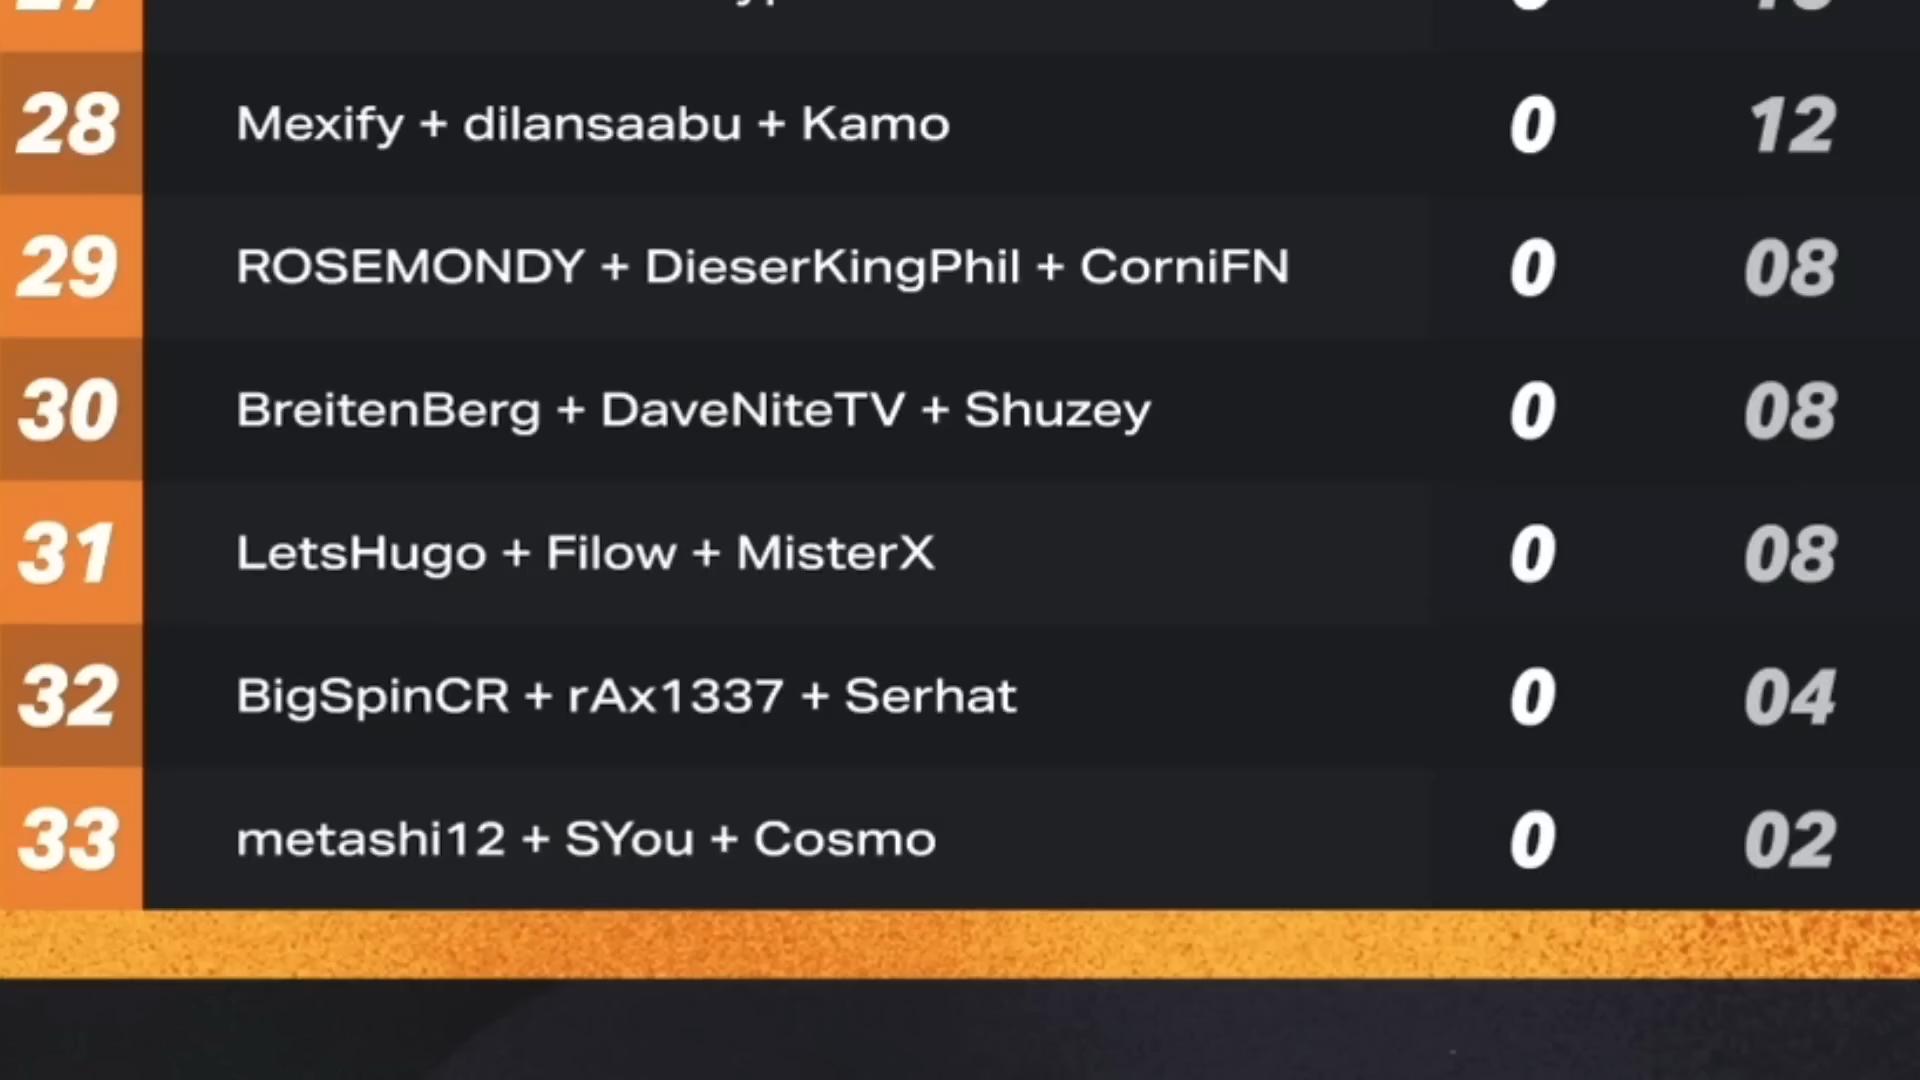 28 Mexify + dilansaabu + Kamo 0 12
29 ROSEMONDY + DieserKingPhil + CorniFN 0 08
30 BreitenBerg + DaveNiteTV + Shuzey 0 08
31 LetsHugo + Filow + MisterX 0 08
32 BigSpinCR + rAx1337 + Serhat 0 04
33 metashi12 + SYou + Cosmo 0 02